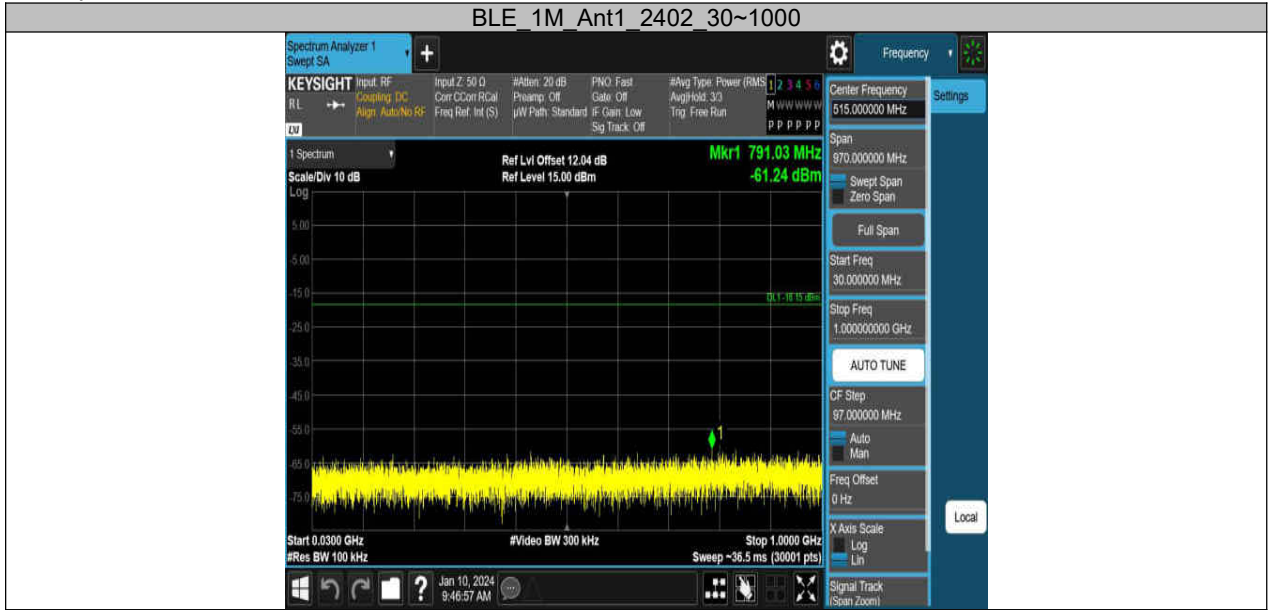 BLE_1M_Ant1_2402_30~1000
Spectrum Analyzer 1
Swept SA
+
Frequency
KEYSIGHT
RL
LXI
Input: RF
Coupling: DC
Align: Auto/No RF
Input Z: 50 Ω
Corr CCorr RCal
Freq Ref: Int (S)
#Atten: 20 dB
Preamp: Off
µW Path: Standard
PNO: Fast
Gate: Off
IF Gain: Low
Sig Track: Off
#Avg Type: Power (RMS
Avg|Hold: 3/3
Trig: Free Run
1 2 3 4 5 6
M w w w w w
P P P P P P
1 Spectrum
Scale/Div 10 dB
Log
Ref Lvl Offset 12.04 dB
Ref Level 15.00 dBm
Mkr1 791.03 MHz
-61.24 dBm
5.00
-5.00
-15.0
DL1 -18.15 dBm
-25.0
-35.0
-45.0
-55.0
1
-65.0
-75.0
Start 0.0300 GHz
#Res BW 100 kHz
#Video BW 300 kHz
Stop 1.0000 GHz
Sweep ~36.5 ms (30001 pts)
Jan 10, 2024
9:46:57 AM
Center Frequency
515.000000 MHz
Settings
Span
970.000000 MHz
Swept Span
Zero Span
Full Span
Start Freq
30.000000 MHz
Stop Freq
1.000000000 GHz
AUTO TUNE
CF Step
97.000000 MHz
Auto
Man
Freq Offset
0 Hz
X Axis Scale
Log
Lin
Local
Signal Track
(Span Zoom)